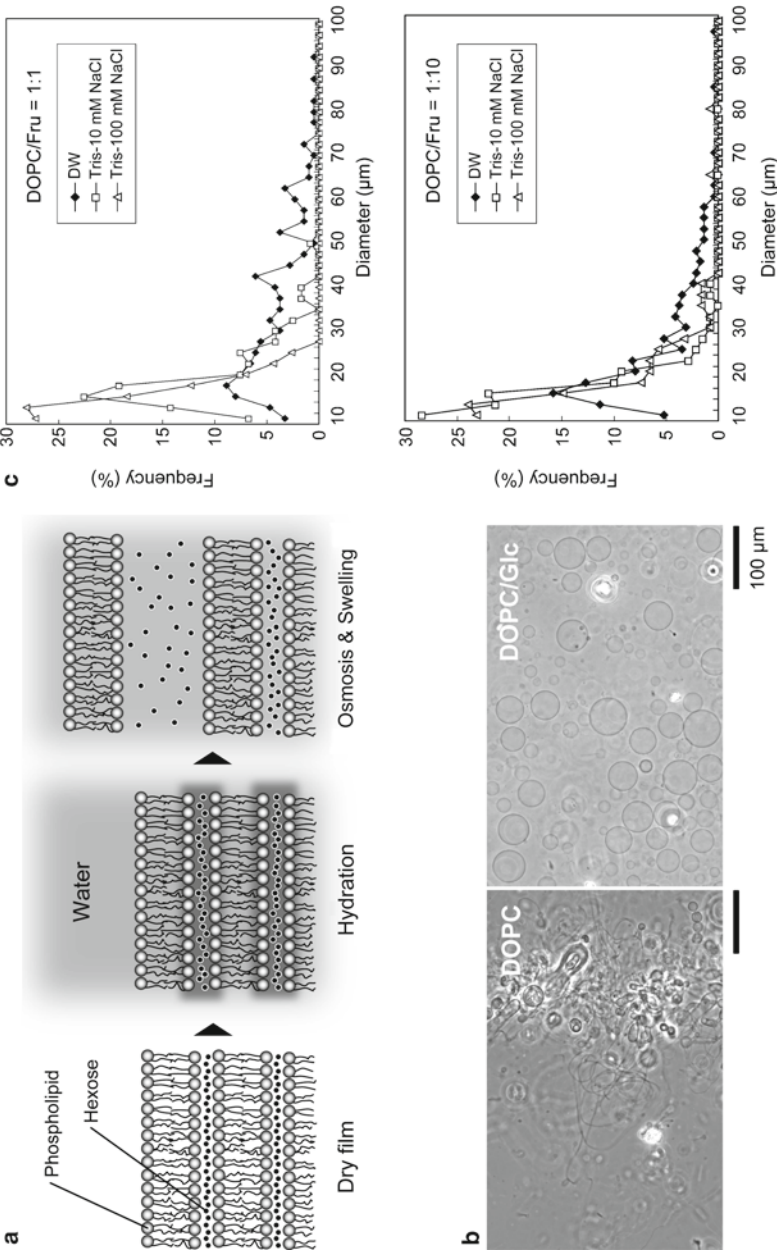 a
Phospholipid
Hexose
Dry film
Water
Hydration
Osmosis & Swelling
b
DOPC
DOPC/Glc
100 µm
c
DOPC/Fru = 1:1
DW
Tris-10 mM NaCl
Tris-100 mM NaCl
Frequency (%)
30
25
20
15
10
5
0
10 20 30 40 50 60 70 80 90 100
Diameter (µm)
DOPC/Fru = 1:10
DW
Tris-10 mM NaCl
Tris-100 mM NaCl
Frequency (%)
30
25
20
15
10
5
0
10 20 30 40 50 60 70 80 90 100
Diameter (µm)